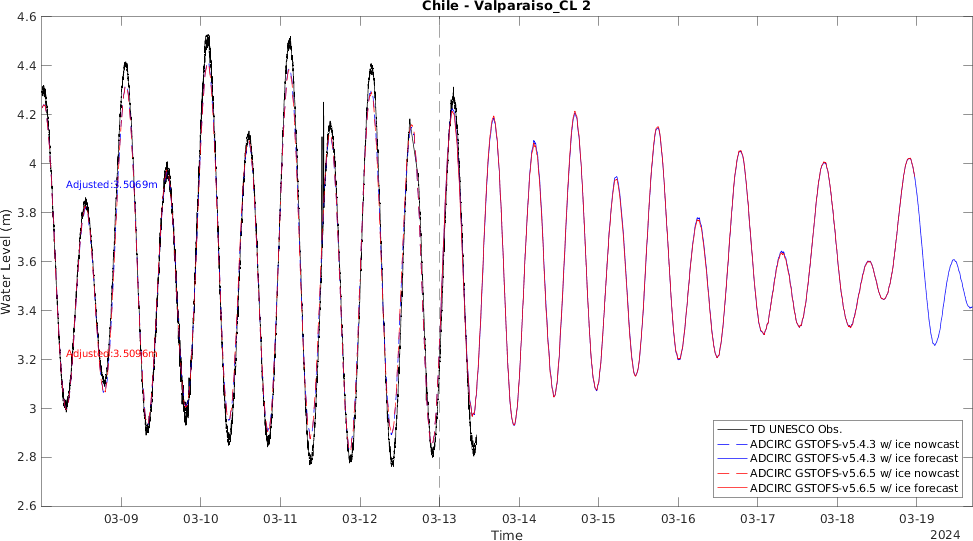 Chile - Valparaiso_CL 2
4.6
4.4
4.2
4
3.8
3.6
3.4
3.2
3
2.8
2.6
Water Level (m)
Adjusted:3.5069m
Adjusted:3.5096m
TD UNESCO Obs.
ADCIRC GSTOFS-v5.4.3 w/ ice nowcast
ADCIRC GSTOFS-v5.4.3 w/ ice forecast
ADCIRC GSTOFS-v5.6.5 w/ ice nowcast
ADCIRC GSTOFS-v5.6.5 w/ ice forecast
03-09 03-10 03-11 03-12 03-13 03-14 03-15 03-16 03-17 03-18 03-19
Time
2024